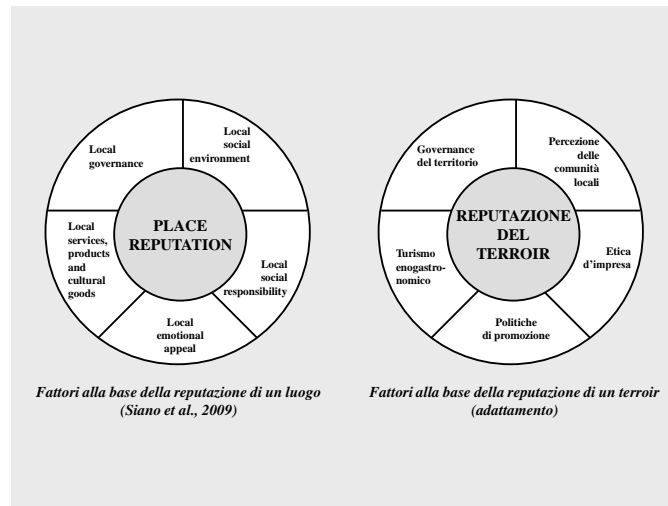 Local
governance
Local
social
environment
Local
services,
products
and
cultural
goods
PLACE
REPUTATION
Local
social
responsibility
Local
emotional
appeal
Fattori alla base della reputazione di un luogo
(Siano et al., 2009)
Governance
del territorio
Percezione
delle
comunità
locali
Turismo
enogastro-
nomico
REPUTAZIONE
DEL
TERROIR
Etica
d’impresa
Politiche
di promozione
Fattori alla base della reputazione di un terroir
(adattamento)